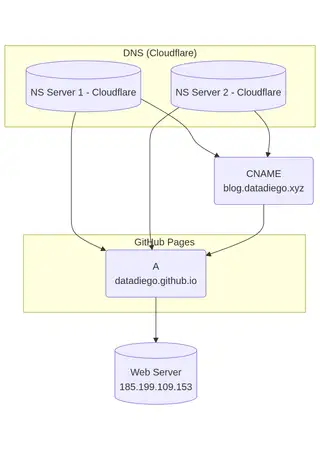 DNS (Cloudflare)
NS Server 1 - Cloudflare
NS Server 2 - Cloudflare
CNAME
blog.datadiego.xyz
GitHub Pages
A
datadiego.github.io
Web Server
185.199.109.153